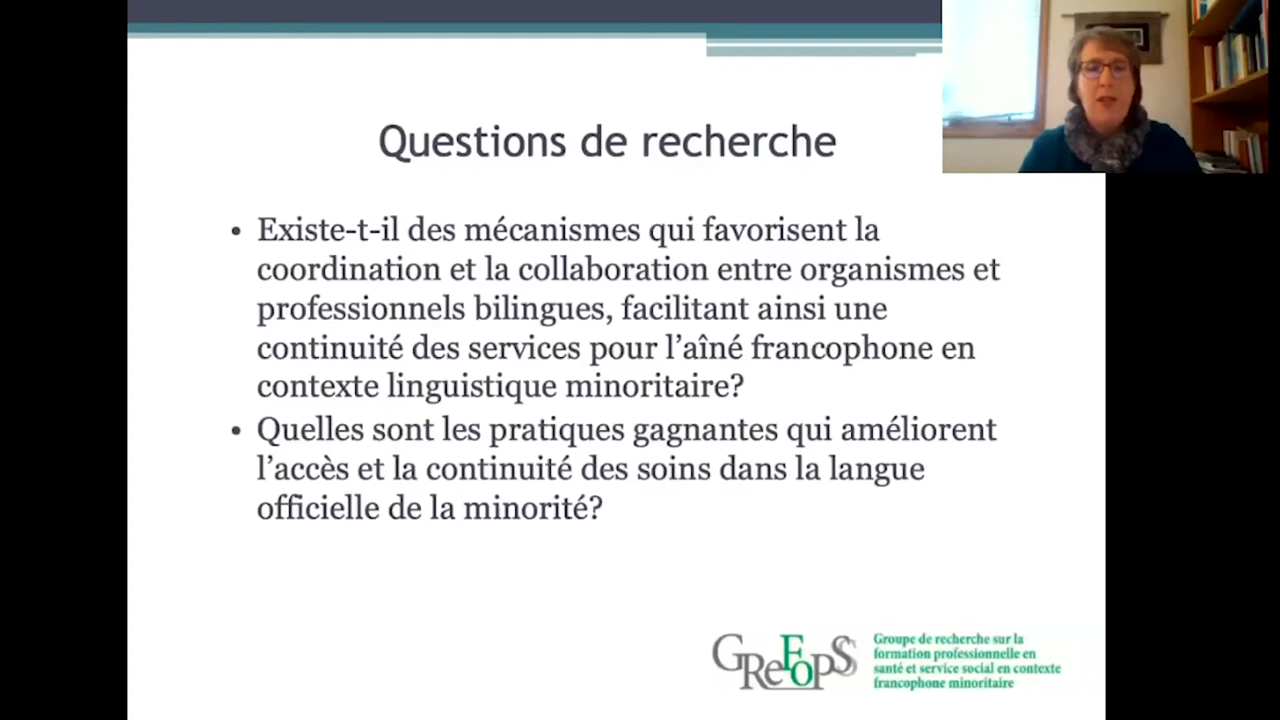 Questions de recherche
• Existe-t-il des mécanismes qui favorisent la
coordination et la collaboration entre organismes et
professionnels bilingues, facilitant ainsi une
continuité des services pour l’aîné francophone en
contexte linguistique minoritaire?
• Quelles sont les pratiques gagnantes qui améliorent
l’accès et la continuité des soins dans la langue
officielle de la minorité?
GReFoPS
Groupe de recherche sur la
formation professionnelle en
santé et service social en contexte
francophone minoritaire